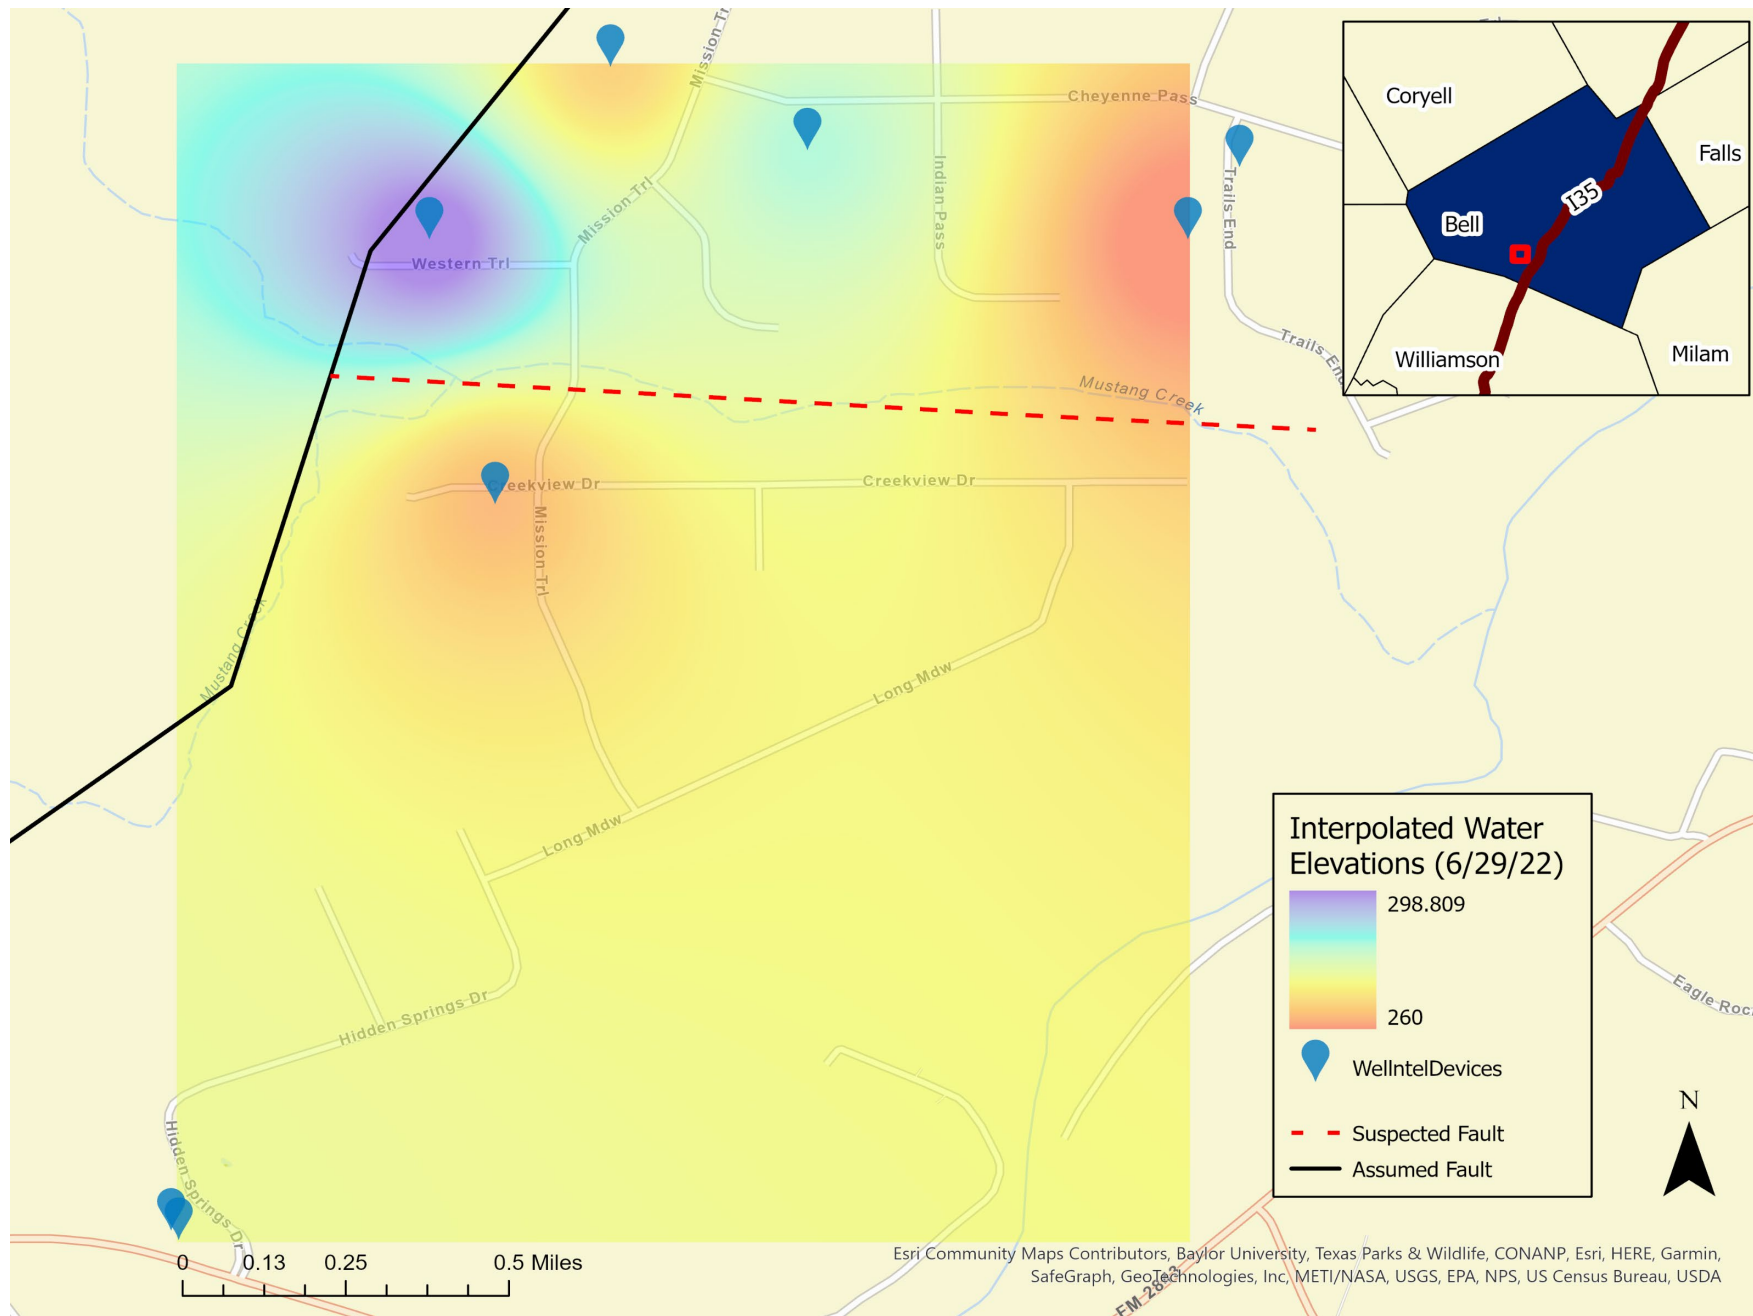 Mission Trl
Cheyenne Pass
Indian Pass
Trails End
Mission Trl
Western Trl
Trails End
Mustang Creek
Creekview Dr
Creekview Dr
Mission Trl
Mustang Creek
Long Mdw
Long Mdw
Hidden Springs Dr
Hidden Springs Dr
Coryell
Falls
I35
Bell
Williamson
Milam
Interpolated Water
Elevations (6/29/22)
298.809
260
WellntelDevices
Suspected Fault
Assumed Fault
N
0 0.13 0.25 0.5 Miles
FM 2843
Esri Community Maps Contributors, Baylor University, Texas Parks & Wildlife, CONANP, Esri, HERE, Garmin,
SafeGraph, GeoTechnologies, Inc, METI/NASA, USGS, EPA, NPS, US Census Bureau, USDA